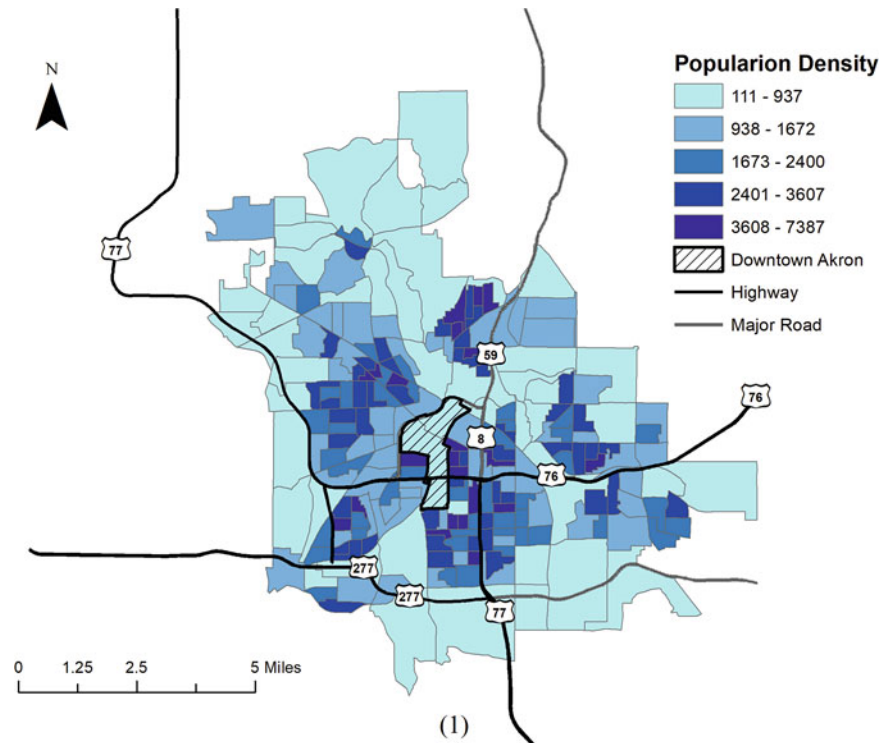 N
Popularion Density
111 - 937
938 - 1672
1673 - 2400
2401 - 3607
3608 - 7387
Downtown Akron
Highway
Major Road
77
59
76
8
76
277
277
77
0 1.25 2.5 5 Miles
(1)